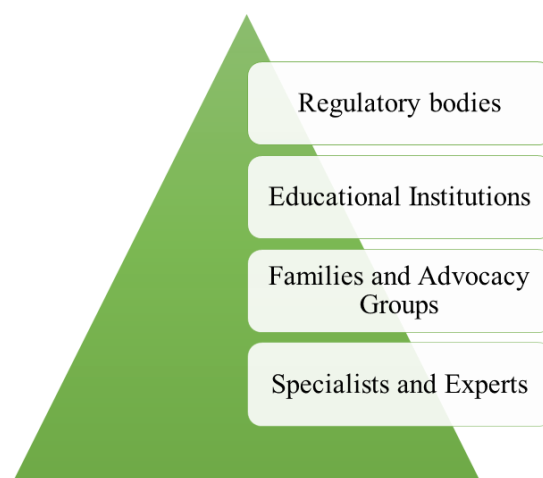 Regulatory bodies
Educational Institutions
Families and Advocacy
Groups
Specialists and Experts